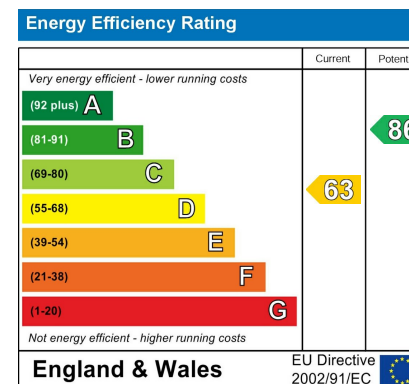 Energy Efficiency Rating
Current
Potent
Very energy efficient - lower running costs
(92 plus) A
(81-91) B
86
(69-80) C
63
(55-68) D
(39-54) E
(21-38) F
(1-20) G
Not energy efficient - higher running costs
England & Wales
EU Directive
2002/91/EC